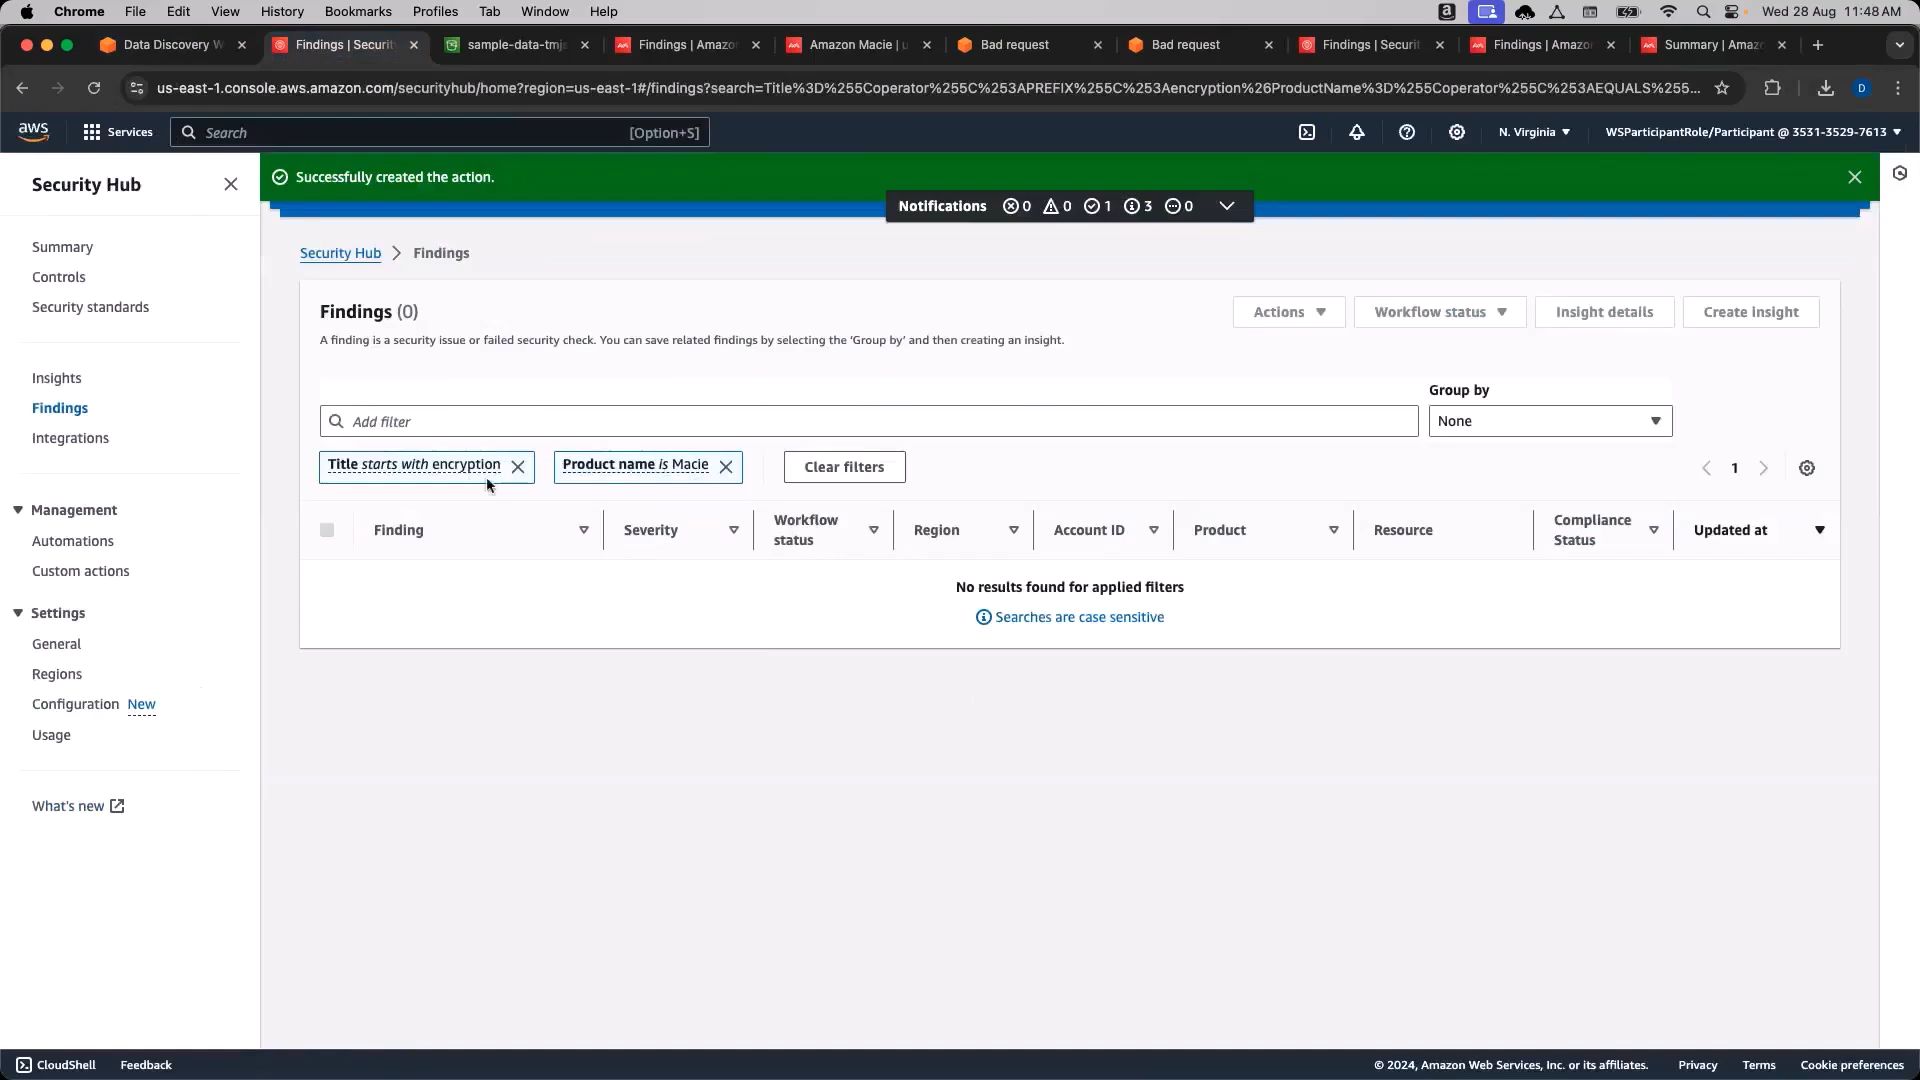 Chrome File Edit View History Bookmarks Profiles Tab Window Help Wed 28 Aug 11:48 AM
Data Discovery W Findings | Securit sample-data-tmj Findings | Amazo Amazon Macie | u Bad request Bad request Findings | Securit Findings | Amazo Summary | Amaz
us-east-1.console.aws.amazon.com/securityhub/home?region=us-east-1#/findings?search=Title%3D%255Coperator%255C%253APREFIX%255C%253Aencryption%26ProductName%3D%255Coperator%255C%253AEQUALS%255... D
aws Services Search [Option+S] N. Virginia WSParticipantRole/Participant @ 3531-3529-7613
Security Hub
Successfully created the action.
Notifications 0 0 1 3 0
Summary
Controls
Security standards
Insights
Findings
Integrations
Management
Automations
Custom actions
Settings
General
Regions
Configuration New
Usage
What's new
Security Hub > Findings
Findings (0)
Actions Workflow status Insight details Create insight
A finding is a security issue or failed security check. You can save related findings by selecting the 'Group by' and then creating an insight.
Group by
Add filter None
Title starts with encryption Product name is Macie Clear filters 1
Finding Severity Workflow status Region Account ID Product Resource Compliance Status Updated at
No results found for applied filters
Searches are case sensitive
CloudShell Feedback © 2024, Amazon Web Services, Inc. or its affiliates. Privacy Terms Cookie preferences